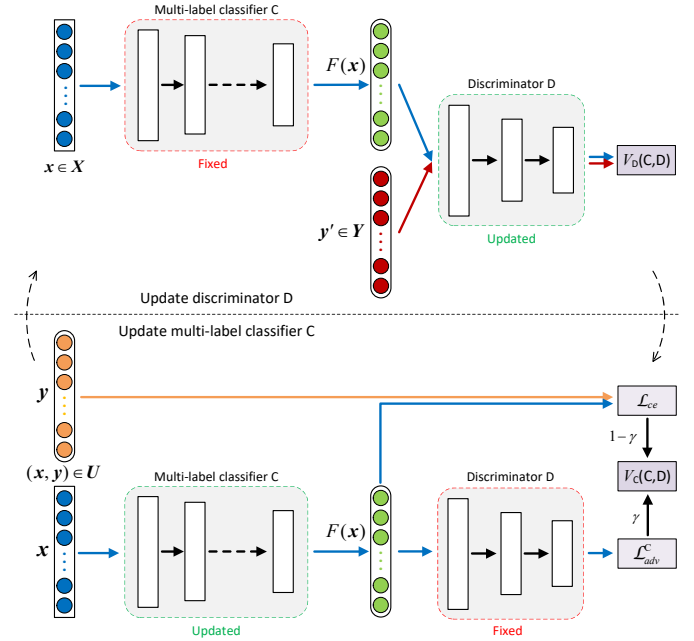 Multi-label classifier C
F(x)
Discriminator D
x ∈ X
Fixed
V_D(C,D)
y' ∈ Y
Updated
Update discriminator D
Update multi-label classifier C
y
ℒ_ce
1−γ
(x, y) ∈ U
Multi-label classifier C
Discriminator D
V_C(C,D)
F(x)
γ
x
ℒ^C_adv
Updated
Fixed